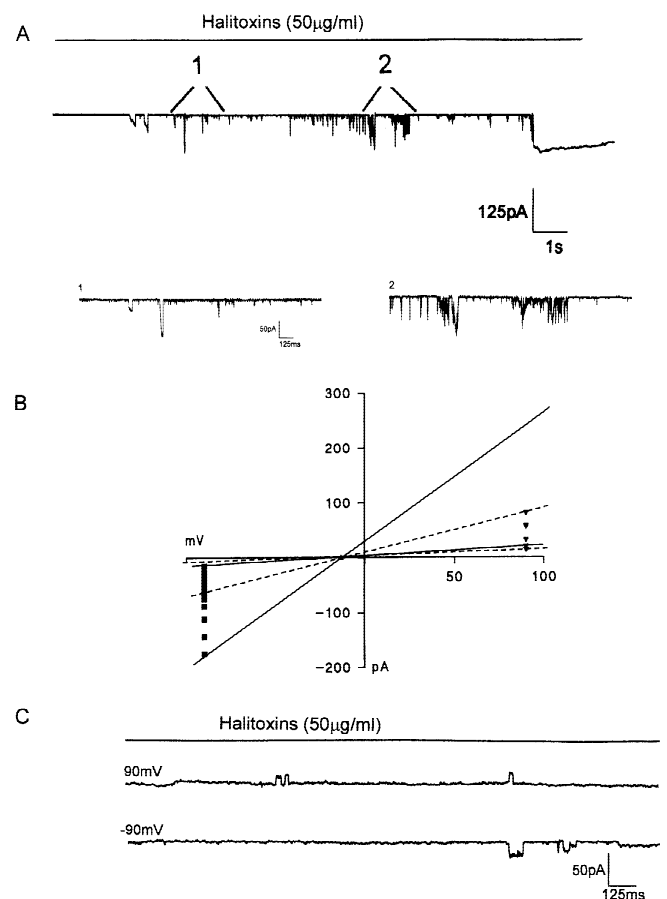 A
Halitoxins (50µg/ml)
1
2
125pA
1s
1
50pA
125ms
2
B
300
200
100
mV
50
100
−100
−200
pA
C
Halitoxins (50µg/ml)
90mV
-90mV
50pA
125ms